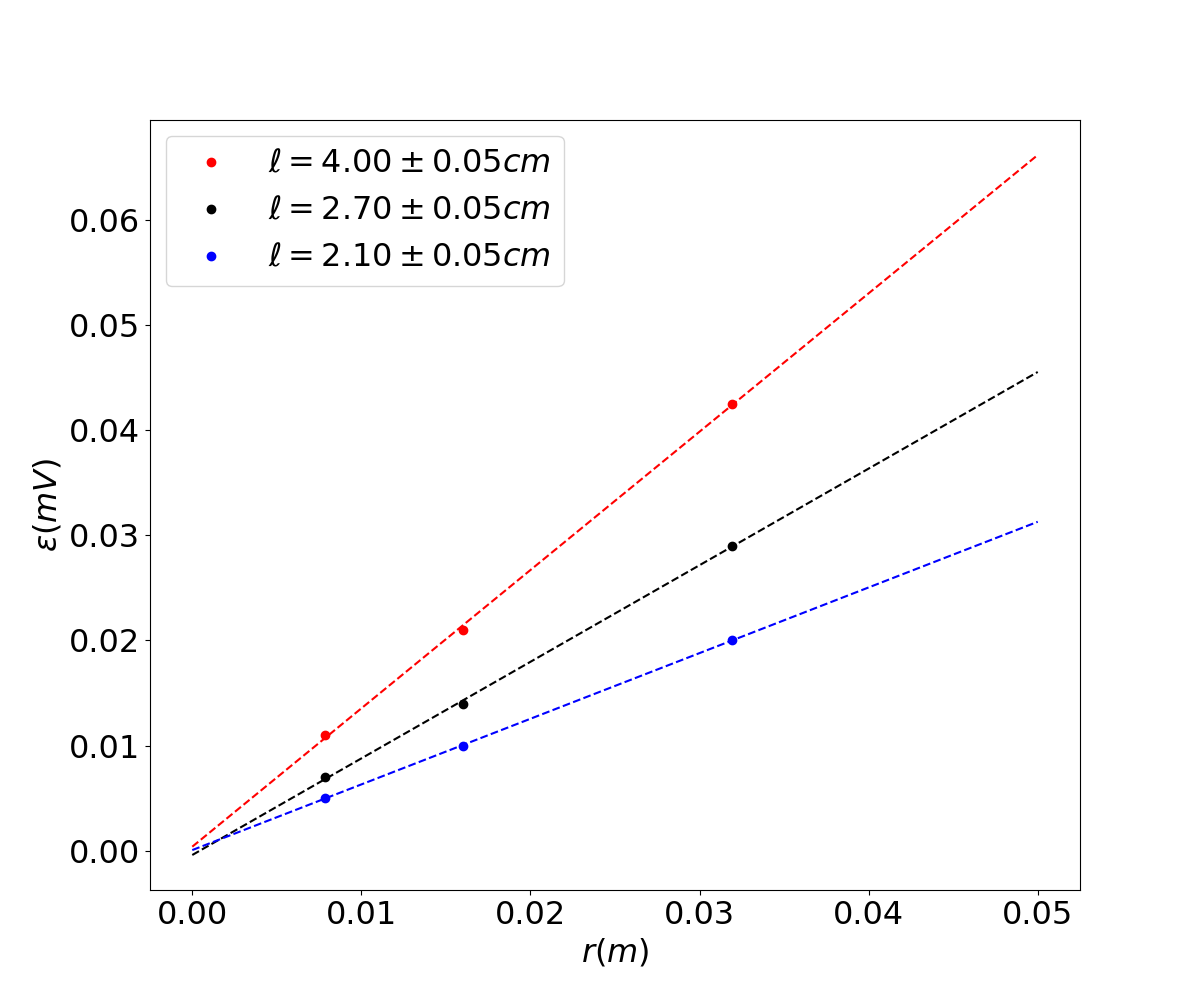 ℓ = 4.00 ± 0.05cm
ℓ = 2.70 ± 0.05cm
ℓ = 2.10 ± 0.05cm
0.06
0.05
0.04
0.03
0.02
0.01
0.00
ε(mV)
0.00 0.01 0.02 0.03 0.04 0.05
r(m)